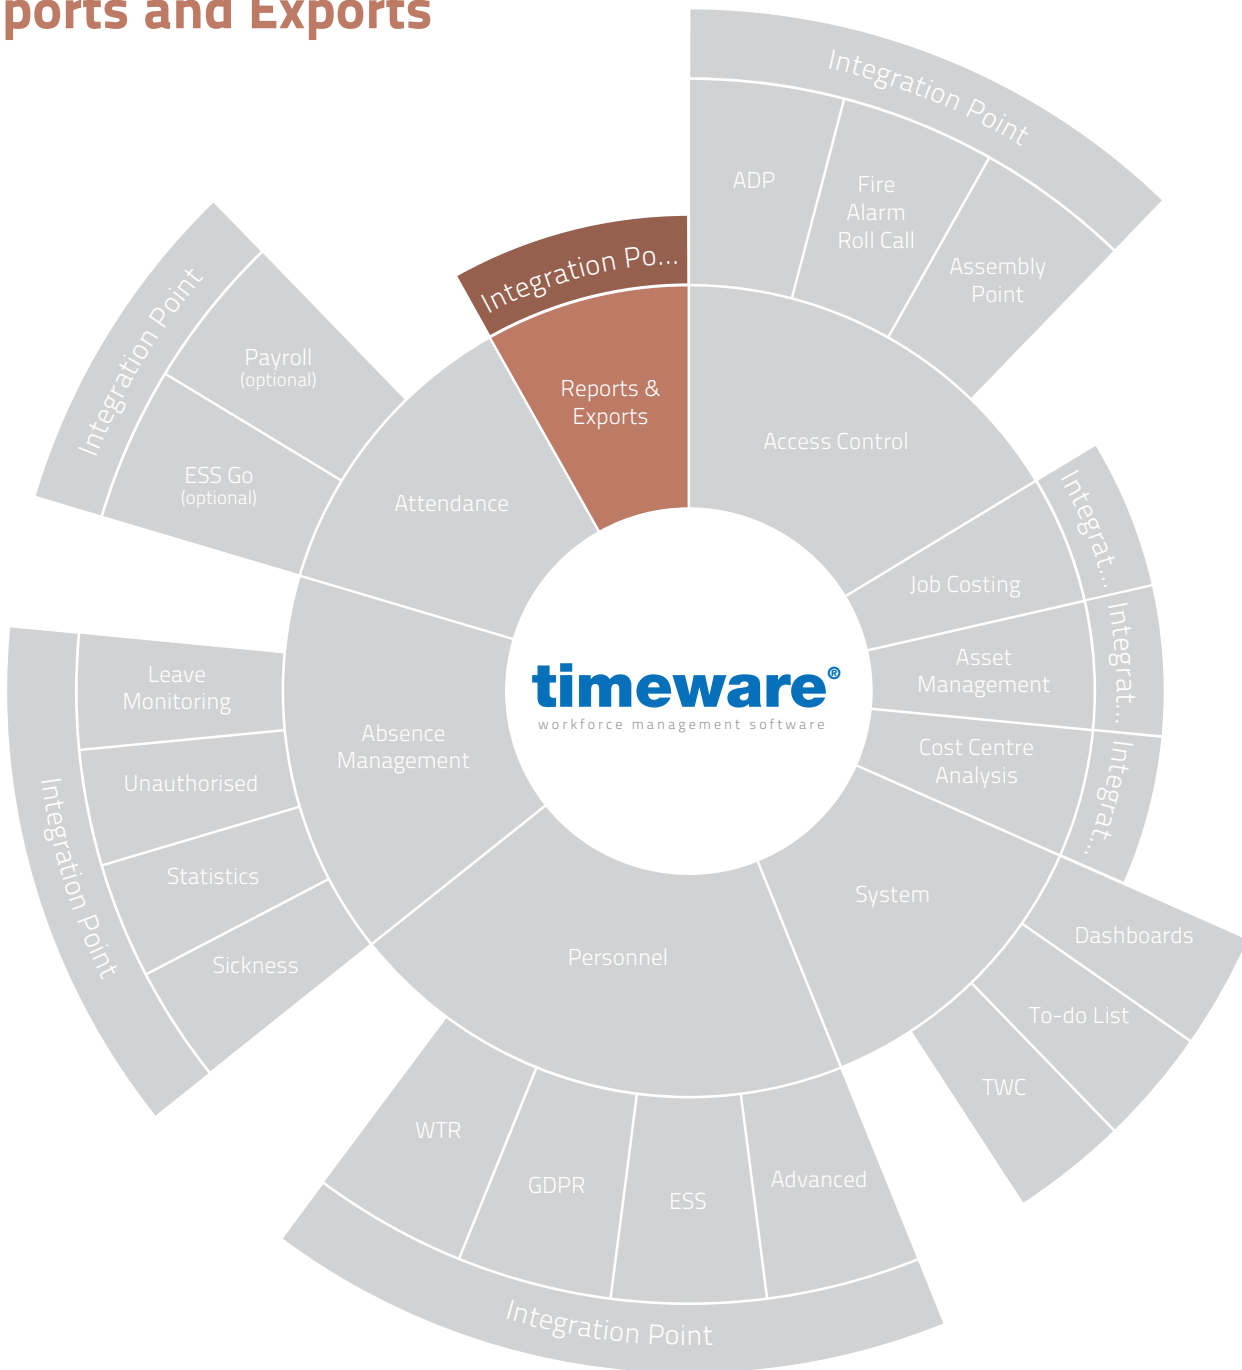 ports and Exports
Integration Point
ADP
Fire
Alarm
Roll Call
Assembly
Point
Integration Po...
Reports &
Exports
Access Control
Integration Point
Payroll
(optional)
ESS Go
(optional)
Attendance
Integrat...
Job Costing
Integrat...
Asset
Management
Integrat...
Cost Centre
Analysis
timeware®
workforce management software
Leave
Monitoring
Unauthorised
Statistics
Sickness
Integration Point
Absence
Management
System
Dashboards
To-do List
TWC
Personnel
WTR
GDPR
ESS
Advanced
Integration Point